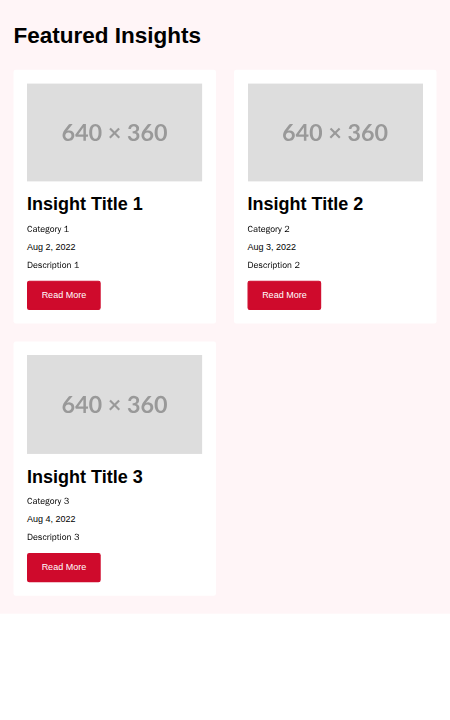 Featured Insights
640 × 360
Insight Title 1
Category 1
Aug 2, 2022
Description 1
Read More
640 × 360
Insight Title 2
Category 2
Aug 3, 2022
Description 2
Read More
640 × 360
Insight Title 3
Category 3
Aug 4, 2022
Description 3
Read More